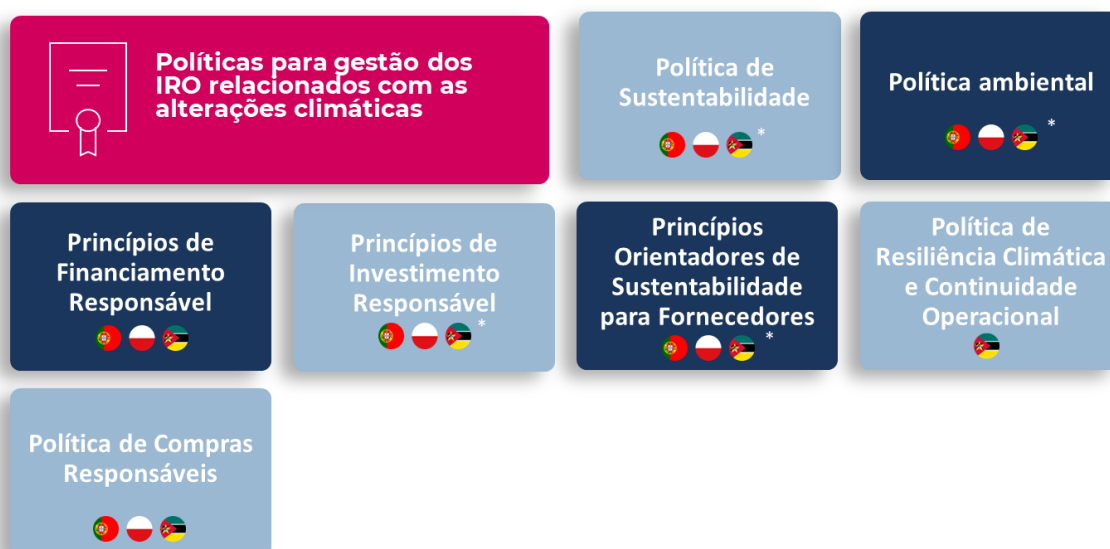 Políticas para gestão dos
IRO relacionados com as
alterações climáticas
Política de
Sustentabilidade
*
Política ambiental
*
Princípios de
Financiamento
Responsável
Princípios de
Investimento
Responsável
*
Princípios
Orientadores de
Sustentabilidade
para Fornecedores
*
Política de
Resiliência Climática
e Continuidade
Operacional
Política de Compras
Responsáveis